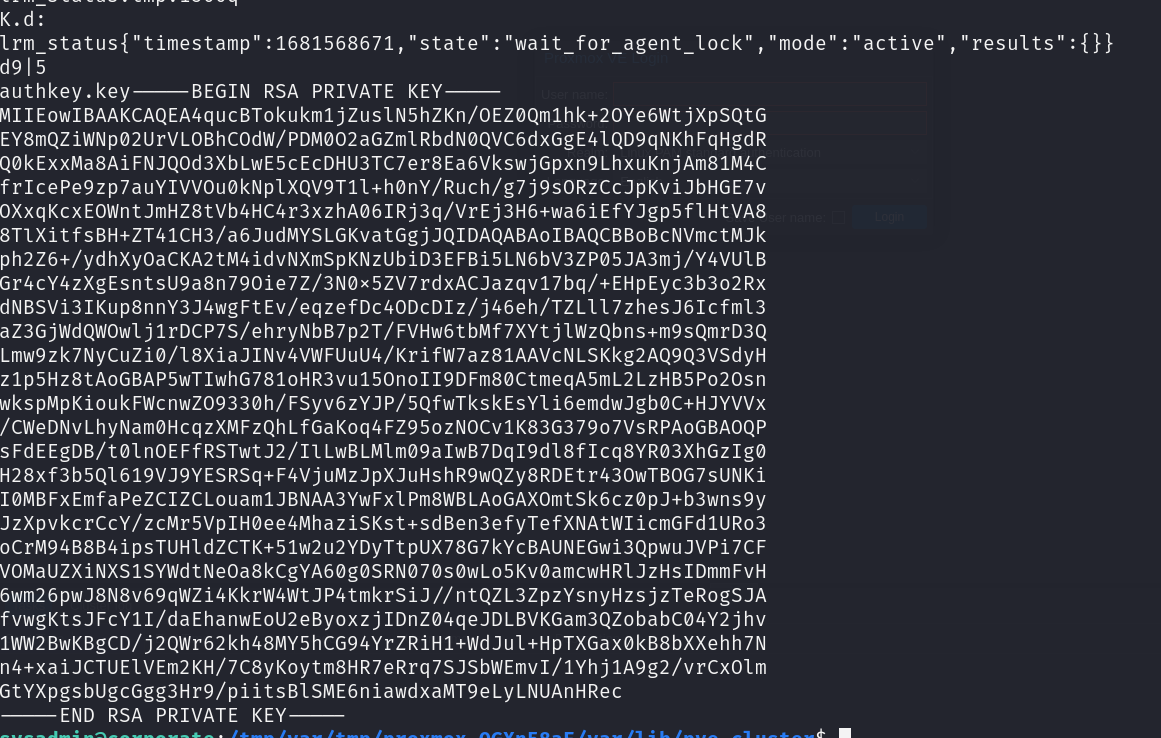 K.d:
lrm_status{"timestamp":1681568671,"state":"wait_for_agent_lock","mode":"active","results":{}}
d9|5
authkey.key-----BEGIN RSA PRIVATE KEY-----
MIIEowIBAAKCAQEA4qucBTokukm1jZuslN5hZKn/OEZ0Qm1hk+2OYe6WtjXpSQtG
EY8mQZiWNp02UrVLOBhCOdW/PDM0O2aGZmlRbdN0QVC6dxGgE4lQD9qNKhFqHgdR
Q0kExxMa8AiFNJQOd3XbLwE5cEcDHU3TC7er8Ea6VkswjGpxn9LhxuKnjAm81M4C
frIcePe9zp7auYIVVOu0kNplXQV9T1l+h0nY/Ruch/g7j9sORzCcJpKviJbHGE7v
OXxqKcxEOWntJmHZ8tVb4HC4r3xzhA06IRj3q/VrEj3H6+wa6iEfYJgp5flHtVA8
8TlXitfsBH+ZT41CH3/a6JudMYSLGKvatGgjJQIDAQABAoIBAQCBBoBcNVmctMJk
ph2Z6+/ydhXyOaCKA2tM4idvNXmSpKNzUbiD3EFBi5LN6bV3ZP05JA3mj/Y4VUlB
Gr4cY4zXgEsntsU9a8n79Oie7Z/3N0×5ZV7rdxACJazqv17bq/+EHpEyc3b3o2Rx
dNBSVi3IKup8nnY3J4wgFtEv/eqzefDc4ODcDIz/j46eh/TZLll7zhesJ6Icfml3
aZ3GjWdQWOwlj1rDCP7S/ehryNbB7p2T/FVHw6tbMf7XYtjlWzQbns+m9sQmrD3Q
Lmw9zk7NyCuZi0/l8XiaJINv4VWFUuU4/KrifW7az81AAVcNLSKkg2AQ9Q3VSdyH
z1p5Hz8tAoGBAP5wTIwhG781oHR3vu15OnoII9DFm80CtmeqA5mL2LzHB5Po2Osn
wkspMpKioukFWcnwZO9330h/FSyv6zYJP/5QfwTkskEsYli6emdwJgb0C+HJYVVx
/CWeDNvLhyNam0HcqzXMFzQhLfGaKoq4FZ95ozNOCv1K83G379o7VsRPAoGBAOQP
sFdEEgDB/t0lnOEFfRSTwtJ2/IlLwBLMlm09aIwB7DqI9dl8fIcq8YR03XhGzIg0
H28xf3b5Ql619VJ9YESRSq+F4VjuMzJpXJuHshR9wQZy8RDEtr43OwTBOG7sUNKi
I0MBFxEmfaPeZCIZCLouam1JBNAA3YwFxlPm8WBLAoGAXOmtSk6cz0pJ+b3wns9y
JzXpvkcrCcY/zcMr5VpIH0ee4MhaziSKst+sdBen3efyTefXNAtWIicmGFd1URo3
oCrM94B8B4ipsTUHldZCTK+51w2u2YDyTtpUX78G7kYcBAUNEGwi3QpwuJVPi7CF
VOMaUZXiNXS1SYWdtNeOa8kCgYA60g0SRN070s0wLo5Kv0amcwHRlJzHsIDmmFvH
6wm26pwJ8N8v69qWZi4KkrW4WtJP4tmkrSiJ//ntQZL3ZpzYsnyHzsjzTeRogSJA
fvwgKtsJFcY1I/daEhanwEoU2eByoxzjIDnZ04qeJDLBVKGam3QZobabC04Y2jhv
1WW2BwKBgCD/j2QWr62kh48MY5hCG94YrZRiH1+WdJul+HpTXGax0kB8bXXehh7N
n4+xaiJCTUElVEm2KH/7C8yKoytm8HR7eRrq7SJSbWEmvI/1Yhj1A9g2/vrCxOlm
GtYXpgsbUgcGgg3Hr9/piitsBlSME6niawdxaMT9eLyLNUAnHRec
-----END RSA PRIVATE KEY-----